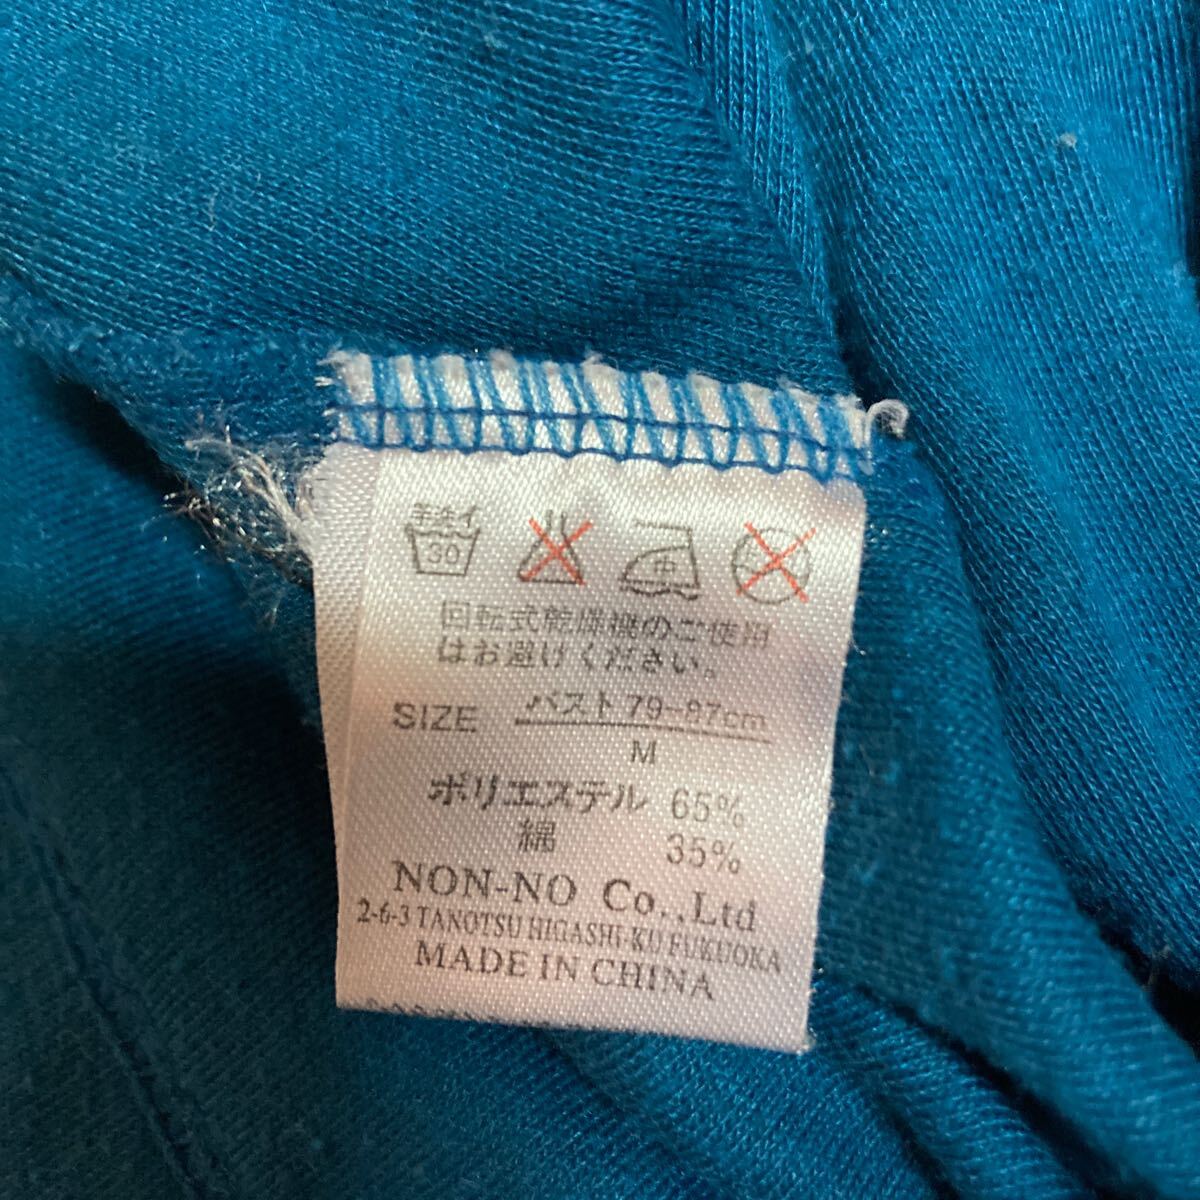 手洗イ
30
中
回転式乾燥機のご使用
はお避けください。
SIZE バスト 79~87cm
M
ポリエステル 65%
綿 35%
NON-NO Co.,Ltd
2-6-3 TANOTSU HIGASHI-KU FUKUOKA
MADE IN CHINA